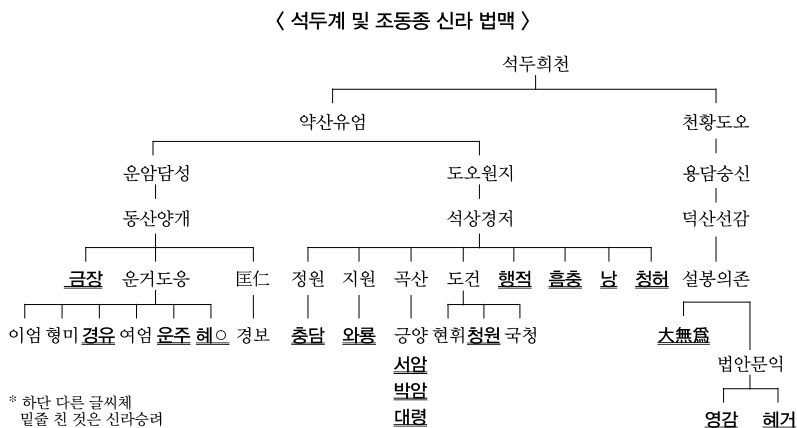 〈 석두계 및 조동종 신라 법맥 〉
석두희천
약산유엄 천황도오
운암담성 도오원지 용담숭신
동산양개 석상경저 덕산선감
금장 운거도응 匡仁 정원 지원 곡산 도건 행적 흠충 낭 청허 설봉의존
이엄 형미 경유 여엄 운주 혜○ 경보 충담 와룡 긍양 현휘 청원 국청 大無爲
서암 법안문익
박암
대령 영감 혜거
* 하단 다른 글씨체
밑줄 친 것은 신라승려